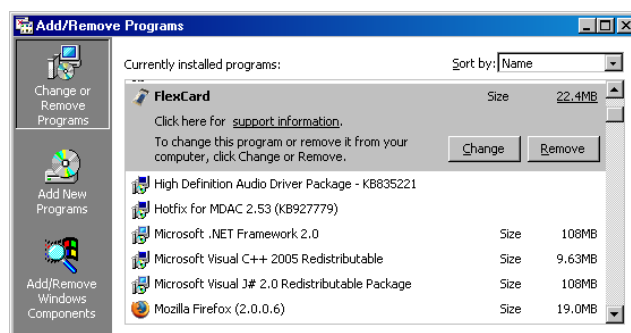 Add/Remove Programs
Change or
Remove
Programs
Add New
Programs
Add/Remove
Windows
Components
Currently installed programs:
Sort by: Name
FlexCard Size 22.4MB
Click here for support information.
To change this program or remove it from your
computer, click Change or Remove.
Change Remove
High Definition Audio Driver Package - KB835221
Hotfix for MDAC 2.53 (KB927779)
Microsoft .NET Framework 2.0 Size 108MB
Microsoft Visual C++ 2005 Redistributable Size 9.63MB
Microsoft Visual J# 2.0 Redistributable Package Size 108MB
Mozilla Firefox (2.0.0.6) Size 19.0MB